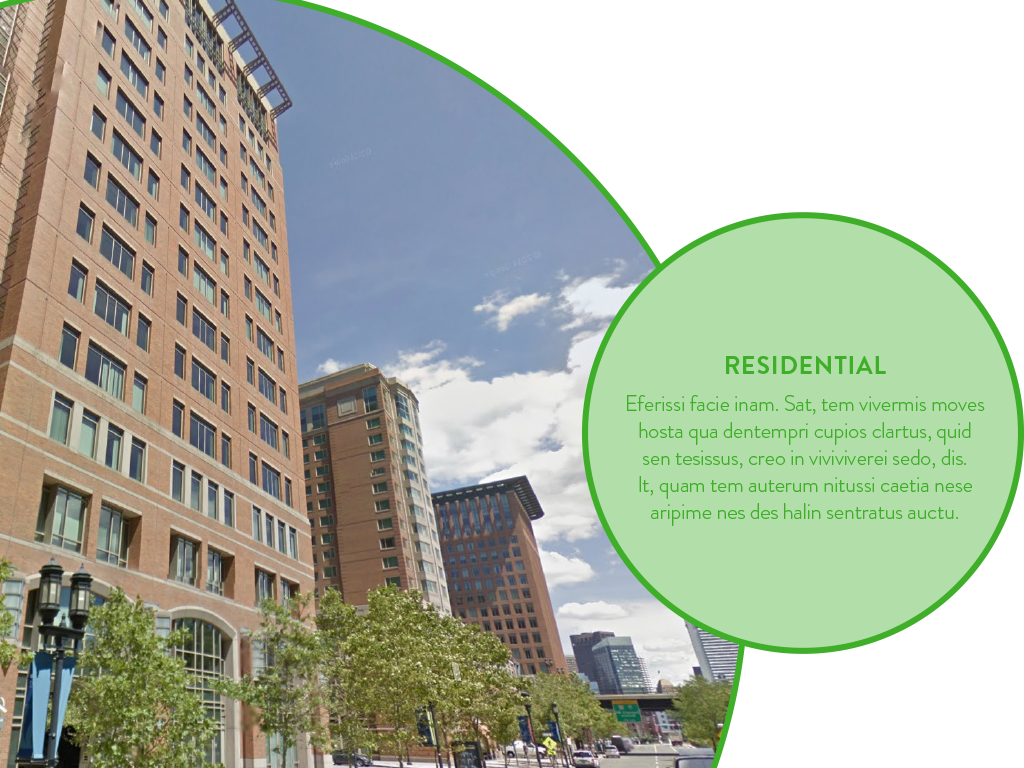 RESIDENTIAL
Eferissi facie inam. Sat, tem vivermis moves
hosta qua dentempri cupios clartus, quid
sen tesissus, creo in viviviverei sedo, dis.
It, quam tem auterum nitussi caetia nese
aripime nes des halin sentratus auctu.